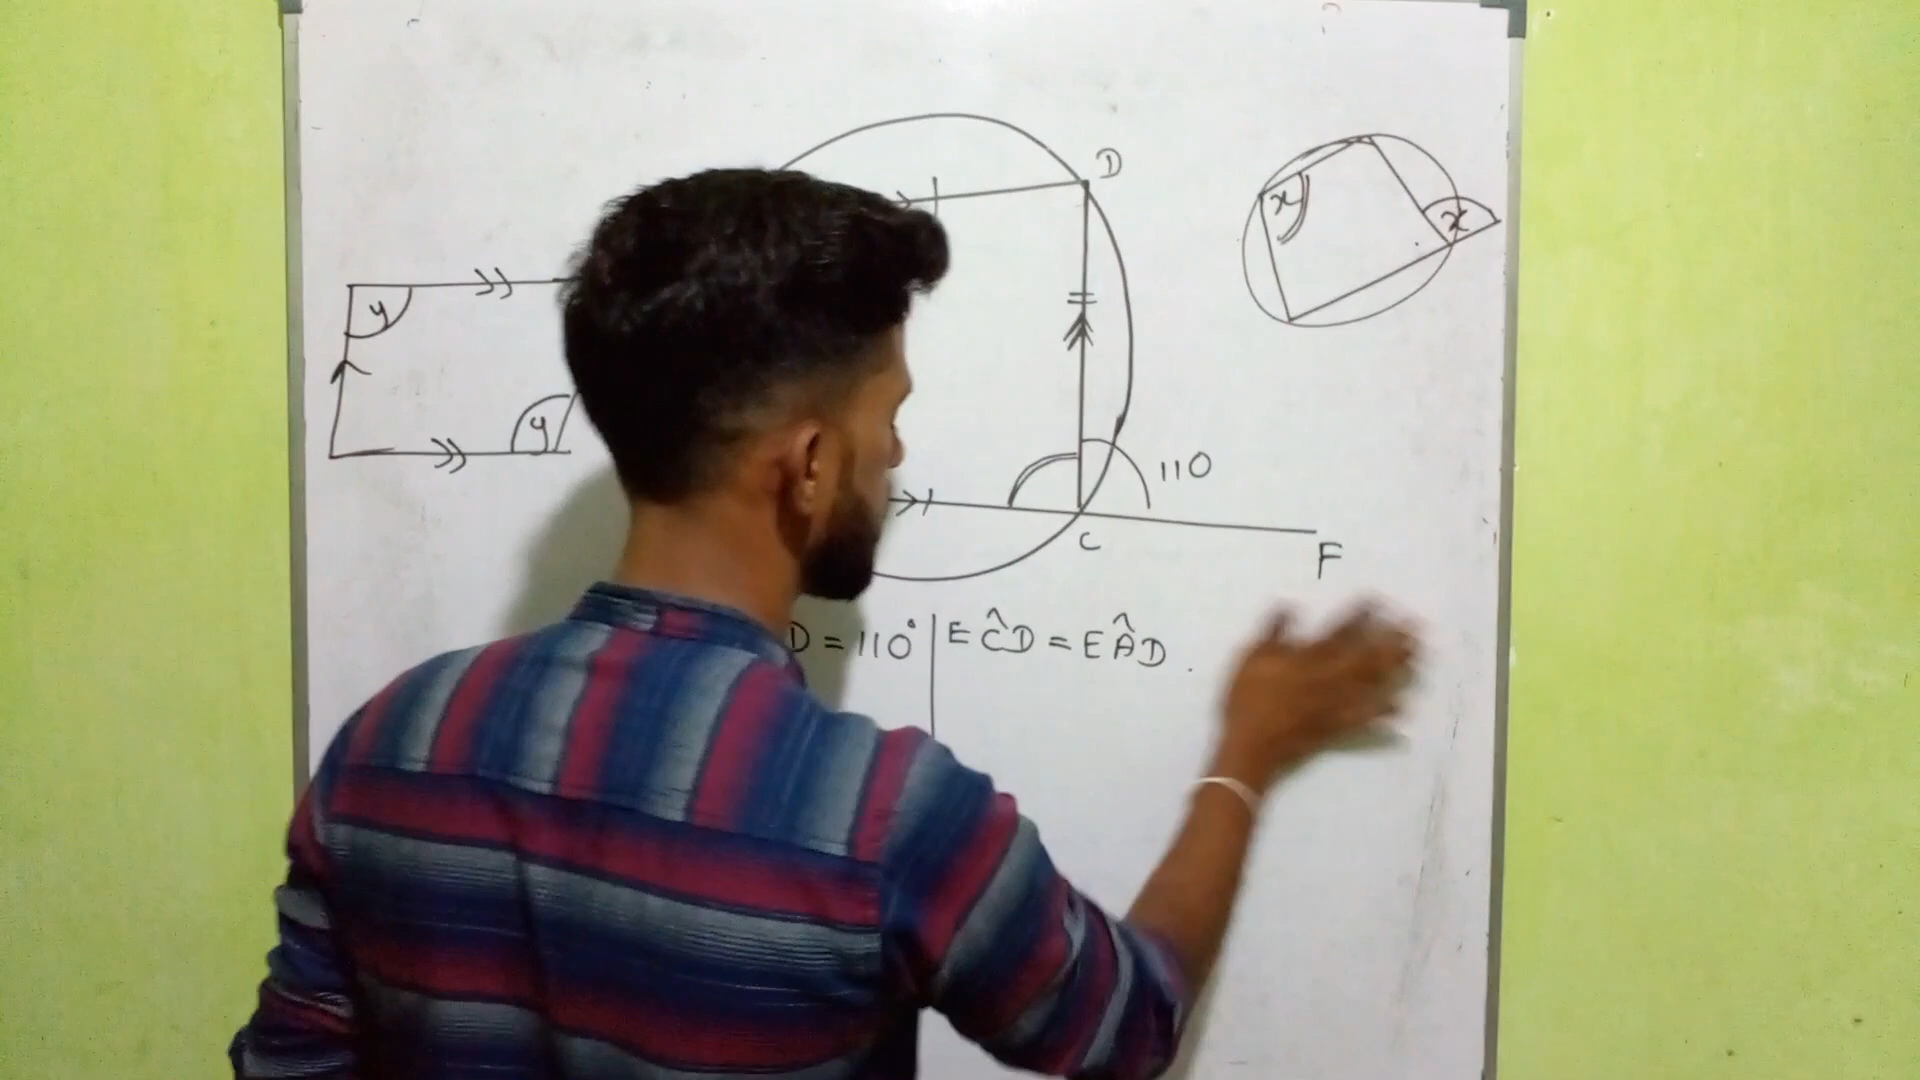 D
x
x
y
y
110
C
F
D = 110° | EĈD = EÂD .